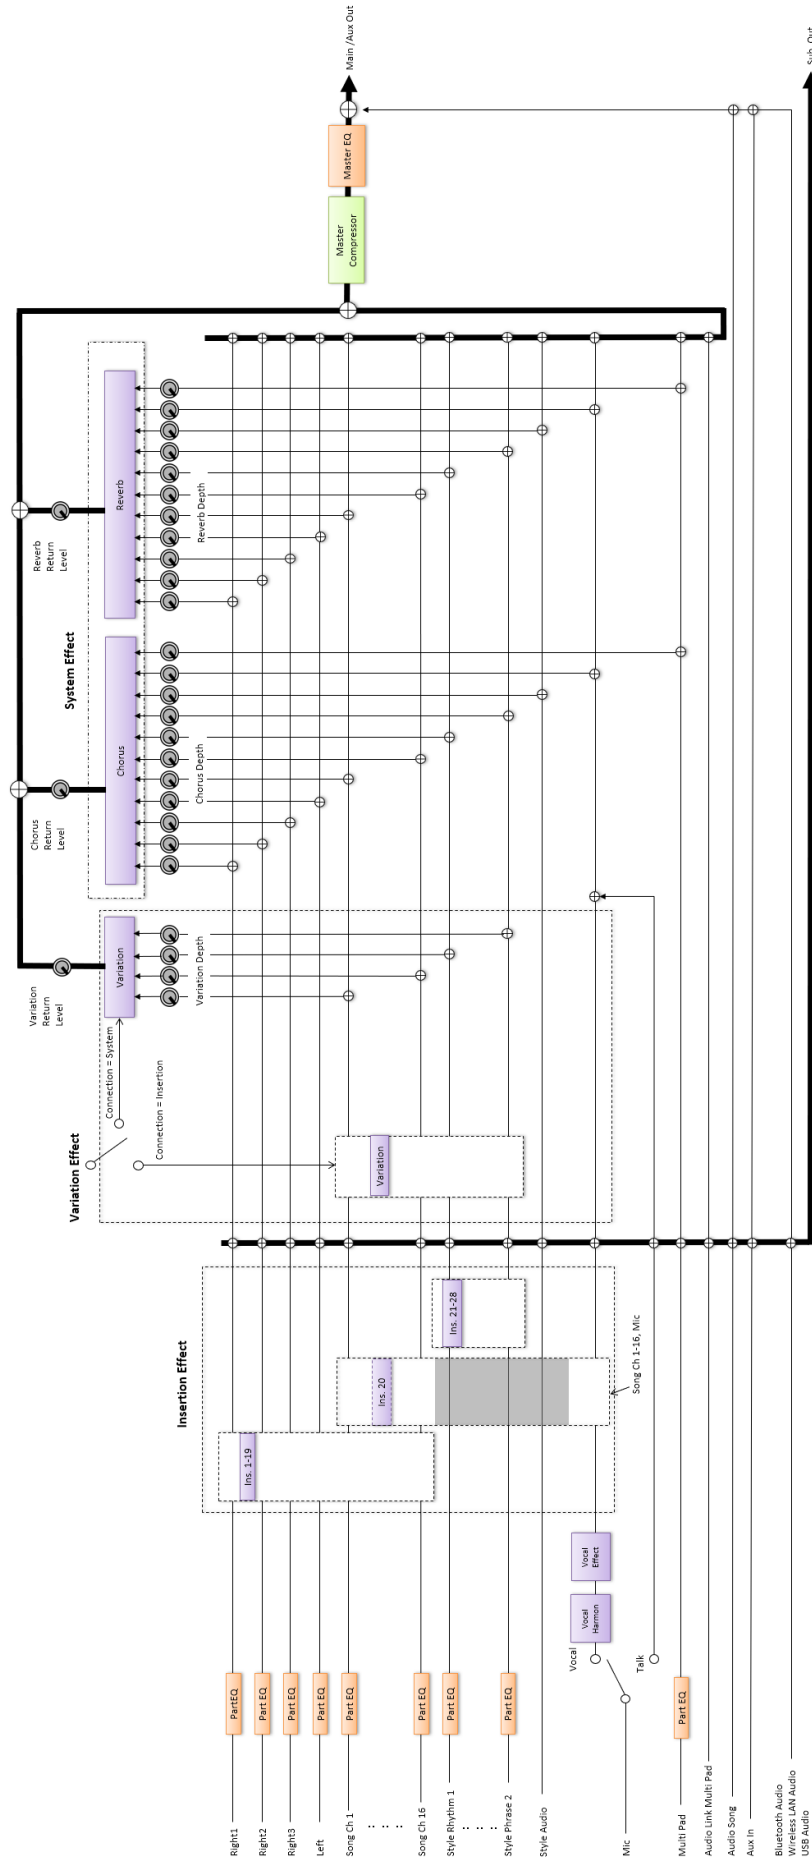 Main /Aux Out
Sub Out
Master EQ
Master
Compressor
Reverb
Return
Level
Reverb
Reverb Depth
System Effect
Chorus
Return
Level
Chorus
Chorus Depth
Variation
Return
Level
Variation
Variation Depth
Connection = System
Connection = Insertion
Variation Effect
Variation
Insertion Effect
Ins. 21-28
Ins. 20
Ins. 1-19
Song Ch 1-16, Mic
Vocal
Effect
Vocal
Harmon
Vocal
Talk
PartEQ
Part EQ
Part EQ
Part EQ
PartEQ
Part EQ
Part EQ
Part EQ
Part EQ
Right1
Right2
Right3
Left
Song Ch 1
: : : :
Song Ch 16
Style Rhythm 1
: : : :
Style Phrase 2
Style Audio
Mic
Multi Pad
Audio Link Multi Pad
Audio Song
Aux In
Bluetooth Audio
Wireless LAN Audio
USB Audio